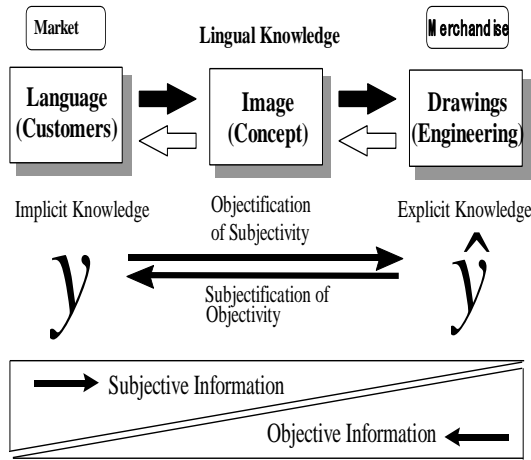 Market
Lingual Knowledge
Merchandise
Language
(Customers)
Image
(Concept)
Drawings
(Engineering)
Implicit Knowledge
Objectification
of Subjectivity
Explicit Knowledge
y
ŷ
Subjectification of
Objectivity
Subjective Information
Objective Information